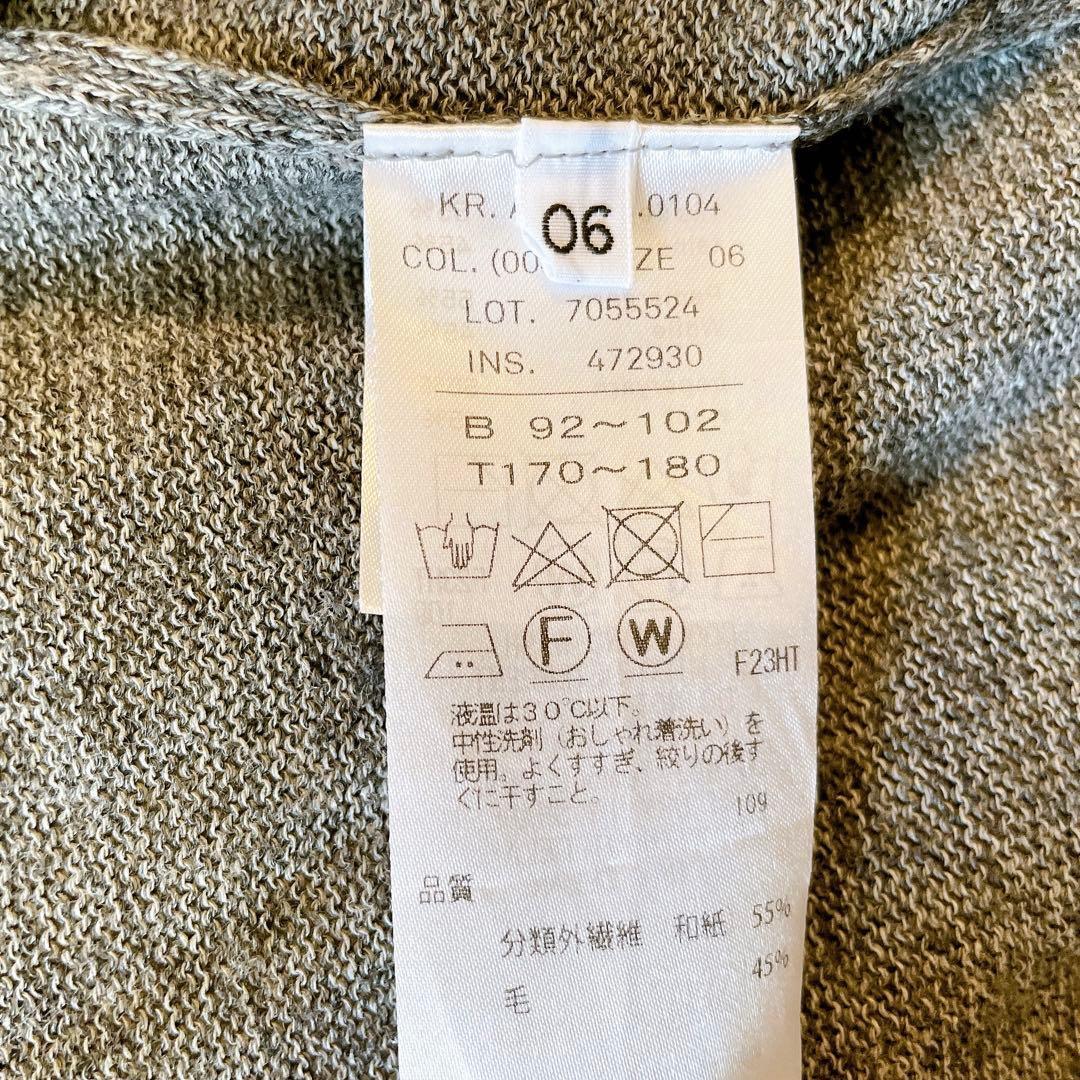 06
KR. .0104
COL. (00 ZE 06
LOT. 7055524
INS. 472930
B 92～102
T170～180
F W
F23HT
液温は30℃以下。
中性洗剤(おしゃれ着洗い)を
使用。よくすすぎ、絞りの後す
ぐに干すこと。
109
品質
分類外繊維 和紙 55%
毛 45%